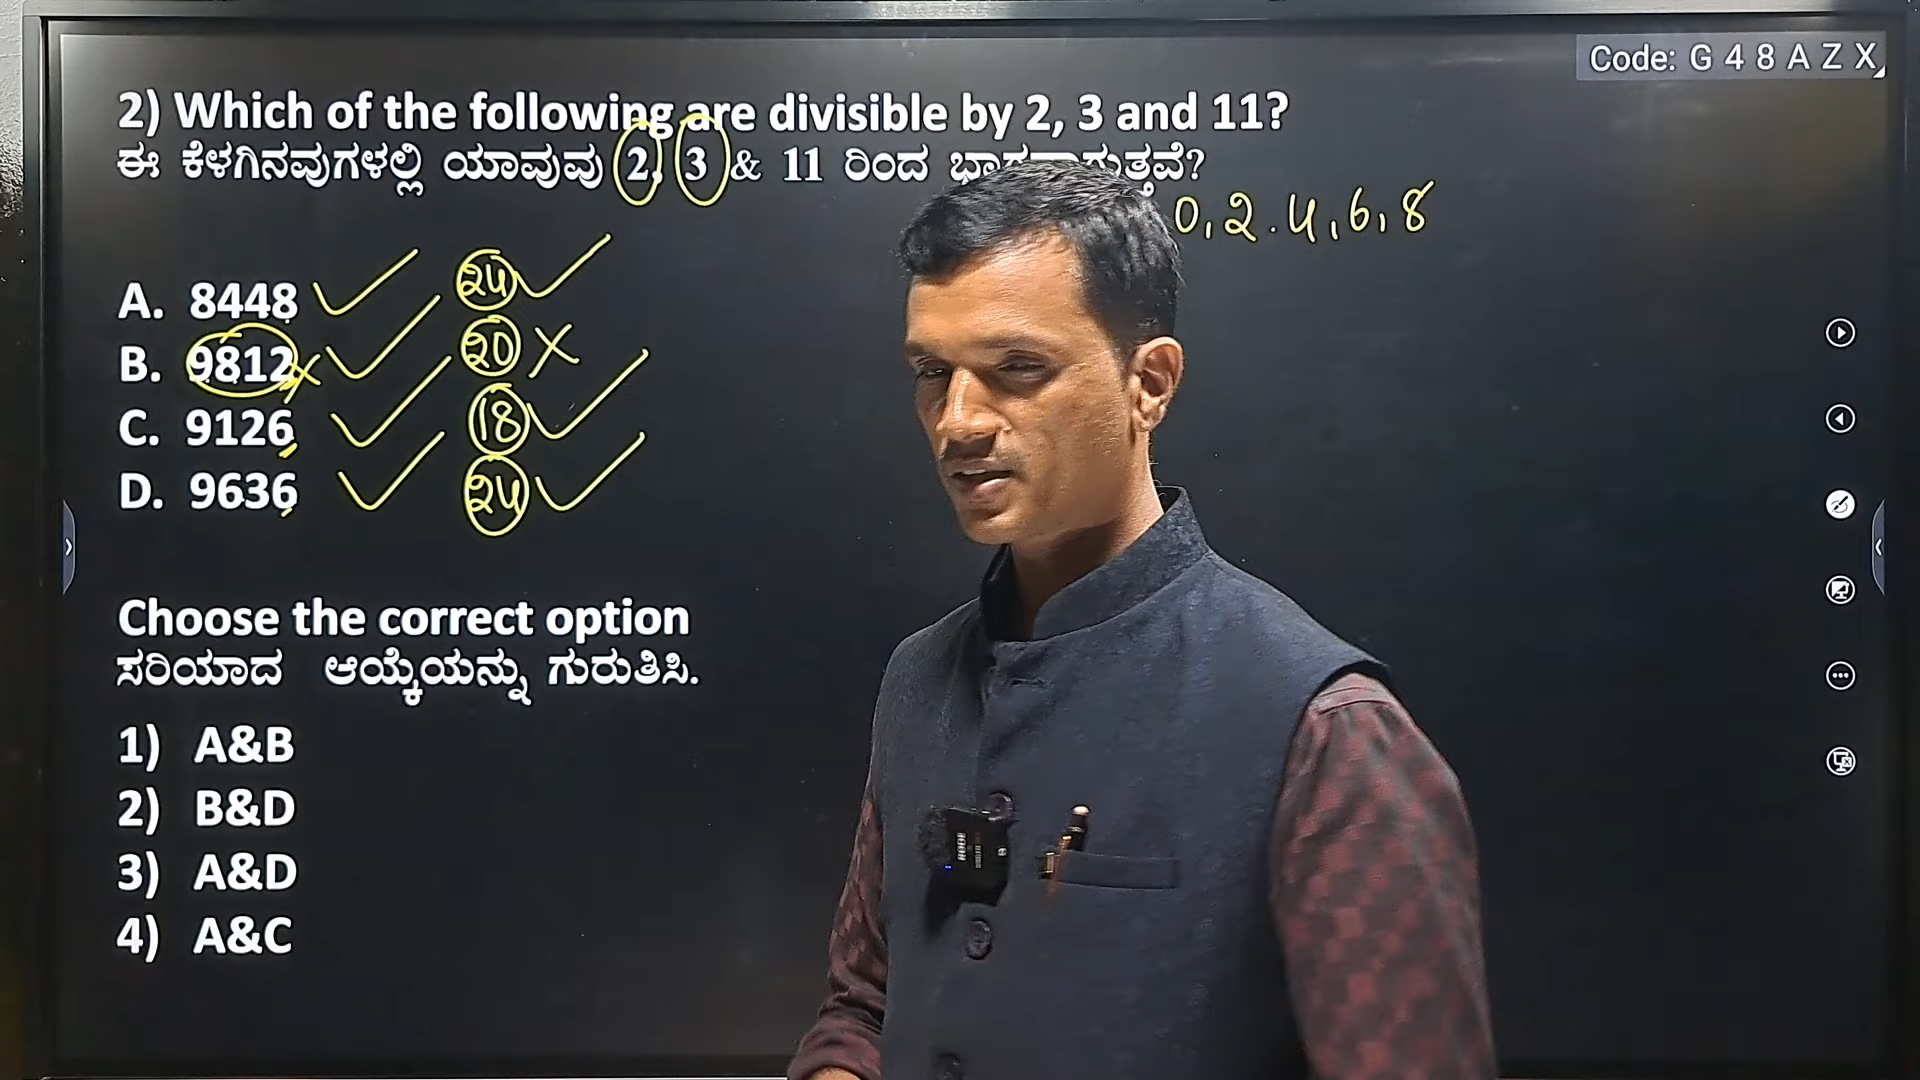 Code: G 4 8 A Z X
2) Which of the following are divisible by 2, 3 and 11?
ಈ ಕೆಳಗಿನವುಗಳಲ್ಲಿ ಯಾವುವು 2, 3 & 11 ರಿಂದ
0, 2. 4, 6, 8
A. 8448 24
B. 9812 20
C. 9126 18
D. 9636 24
Choose the correct option
ಸರಿಯಾದ ಆಯ್ಕೆಯನ್ನು ಗುರುತಿಸಿ.
1) A&B
2) B&D
3) A&D
4) A&C
RODE